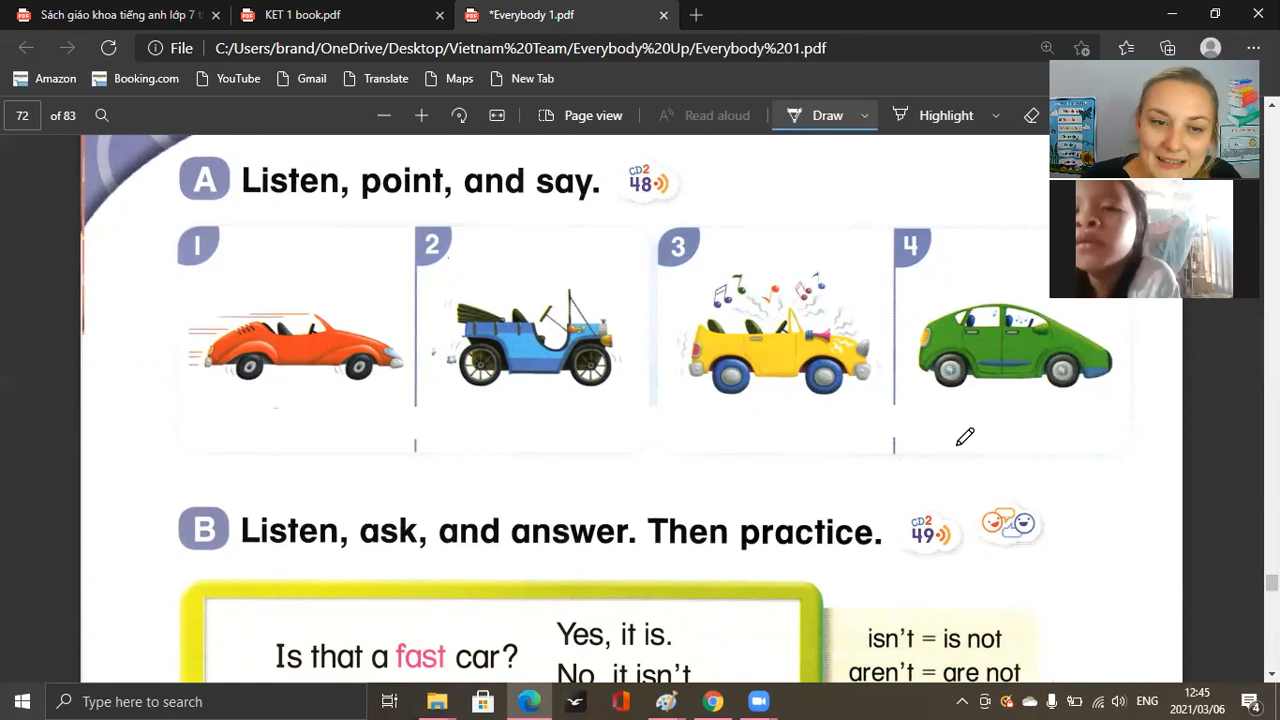 Sách giáo khoa tiếng anh lớp 7 t
KET 1 book.pdf
*Everybody 1.pdf
File
C:/Users/brand/OneDrive/Desktop/Vietnam%20Team/Everybody%20Up/Everybody%201.pdf
Amazon
Booking.com
YouTube
Gmail
Translate
Maps
New Tab
72 of 83
Page view
Read aloud
Draw
Highlight
A Listen, point, and say.
CD2
48
1
2
3
4
B Listen, ask, and answer. Then practice.
CD2
49
Is that a fast car?
Yes, it is.
No, it isn't
isn't = is not
aren't = are not
Type here to search
ENG
12:45
2021/03/06
4